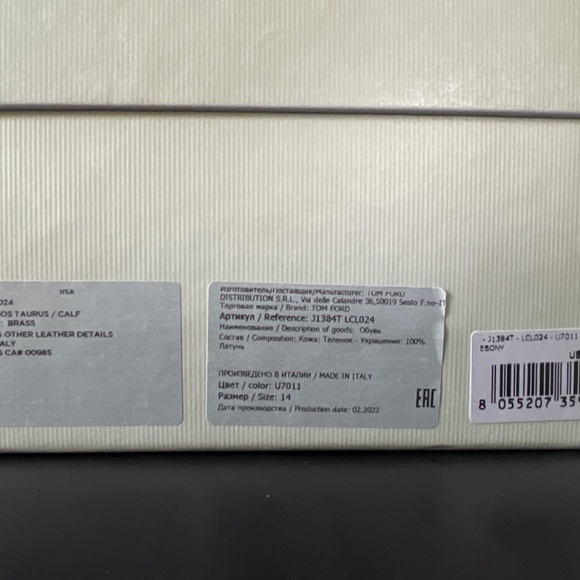 USA
024
OS TAURUS / CALF
: BRASS
OTHER LEATHER DETAILS
ALY
CA# 00985
Изготовитель/Поставщик/Manufacturer: TOM FORD
DISTRIBUTION S.R.L., Via delle Calandre 36,50019 Sesto F.no-IT
Торговая марка / Brand: TOM FORD
Артикул / Reference: J1384T LCL024
Наименование / Description of goods: Обувь
Состав / Composition: Кожа: Теленок - Украшение: 100%
Латунь
ПРОИЗВЕДЕНО В ИТАЛИИ / MADE IN ITALY
Цвет / color: U7011
Размер / Size: 14
Дата производства / Production date: 02.2022
EAC
- J1384T - LCL024 - U7011
EBONY
US
8 055207 35